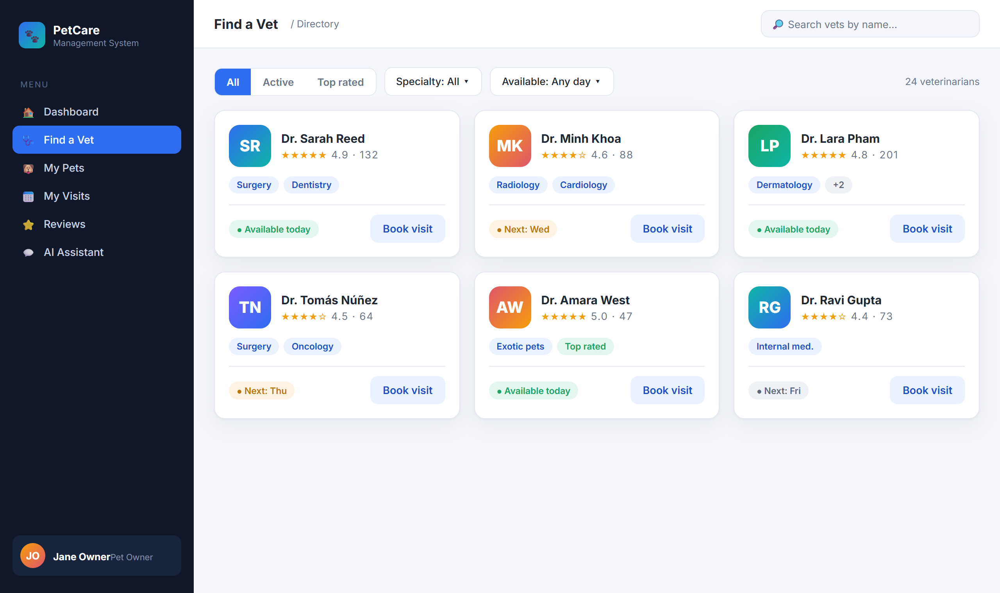 PetCare
Management System
MENU
Dashboard
Find a Vet
My Pets
My Visits
Reviews
AI Assistant
JO Jane Owner Pet Owner
Find a Vet / Directory
Search vets by name...
All Active Top rated Specialty: All ▾ Available: Any day ▾ 24 veterinarians
SR
Dr. Sarah Reed
★★★★★ 4.9 · 132
Surgery Dentistry
● Available today Book visit
MK
Dr. Minh Khoa
★★★★☆ 4.6 · 88
Radiology Cardiology
● Next: Wed Book visit
LP
Dr. Lara Pham
★★★★★ 4.8 · 201
Dermatology +2
● Available today Book visit
TN
Dr. Tomás Núñez
★★★★☆ 4.5 · 64
Surgery Oncology
● Next: Thu Book visit
AW
Dr. Amara West
★★★★★ 5.0 · 47
Exotic pets Top rated
● Available today Book visit
RG
Dr. Ravi Gupta
★★★★☆ 4.4 · 73
Internal med.
● Next: Fri Book visit